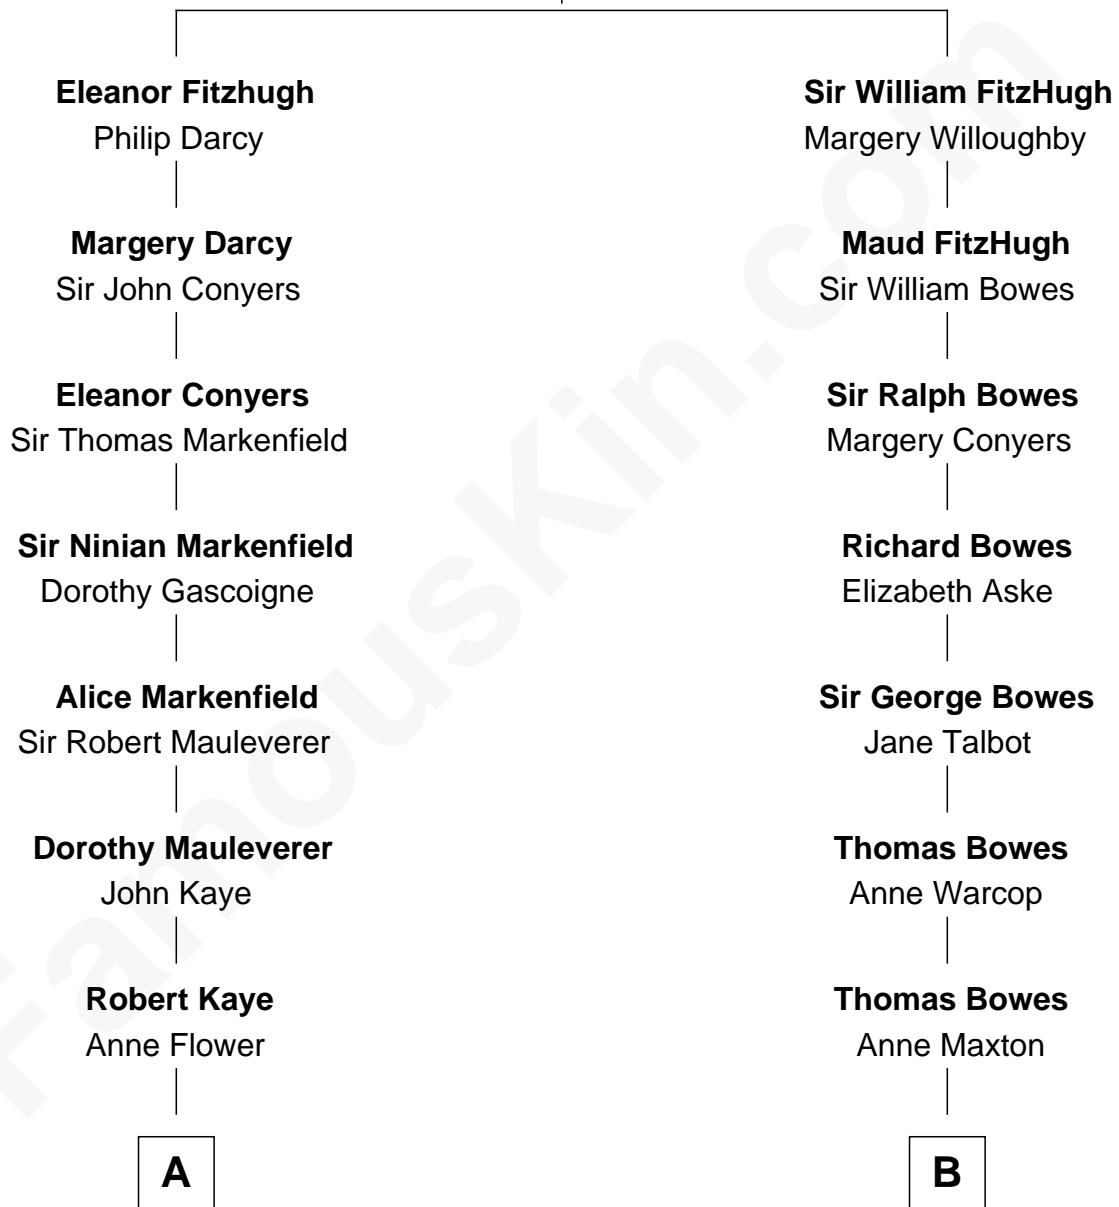 Eleanor Fitzhugh
Philip Darcy
Margery Darcy
Sir John Conyers
Eleanor Conyers
Sir Thomas Markenfield
Sir Ninian Markenfield
Dorothy Gascoigne
Alice Markenfield
Sir Robert Mauleverer
Dorothy Mauleverer
John Kaye
Robert Kaye
Anne Flower
A
Sir William FitzHugh
Margery Willoughby
Maud FitzHugh
Sir William Bowes
Sir Ralph Bowes
Margery Conyers
Richard Bowes
Elizabeth Aske
Sir George Bowes
Jane Talbot
Thomas Bowes
Anne Warcop
Thomas Bowes
Anne Maxton
B
FamousKin.com